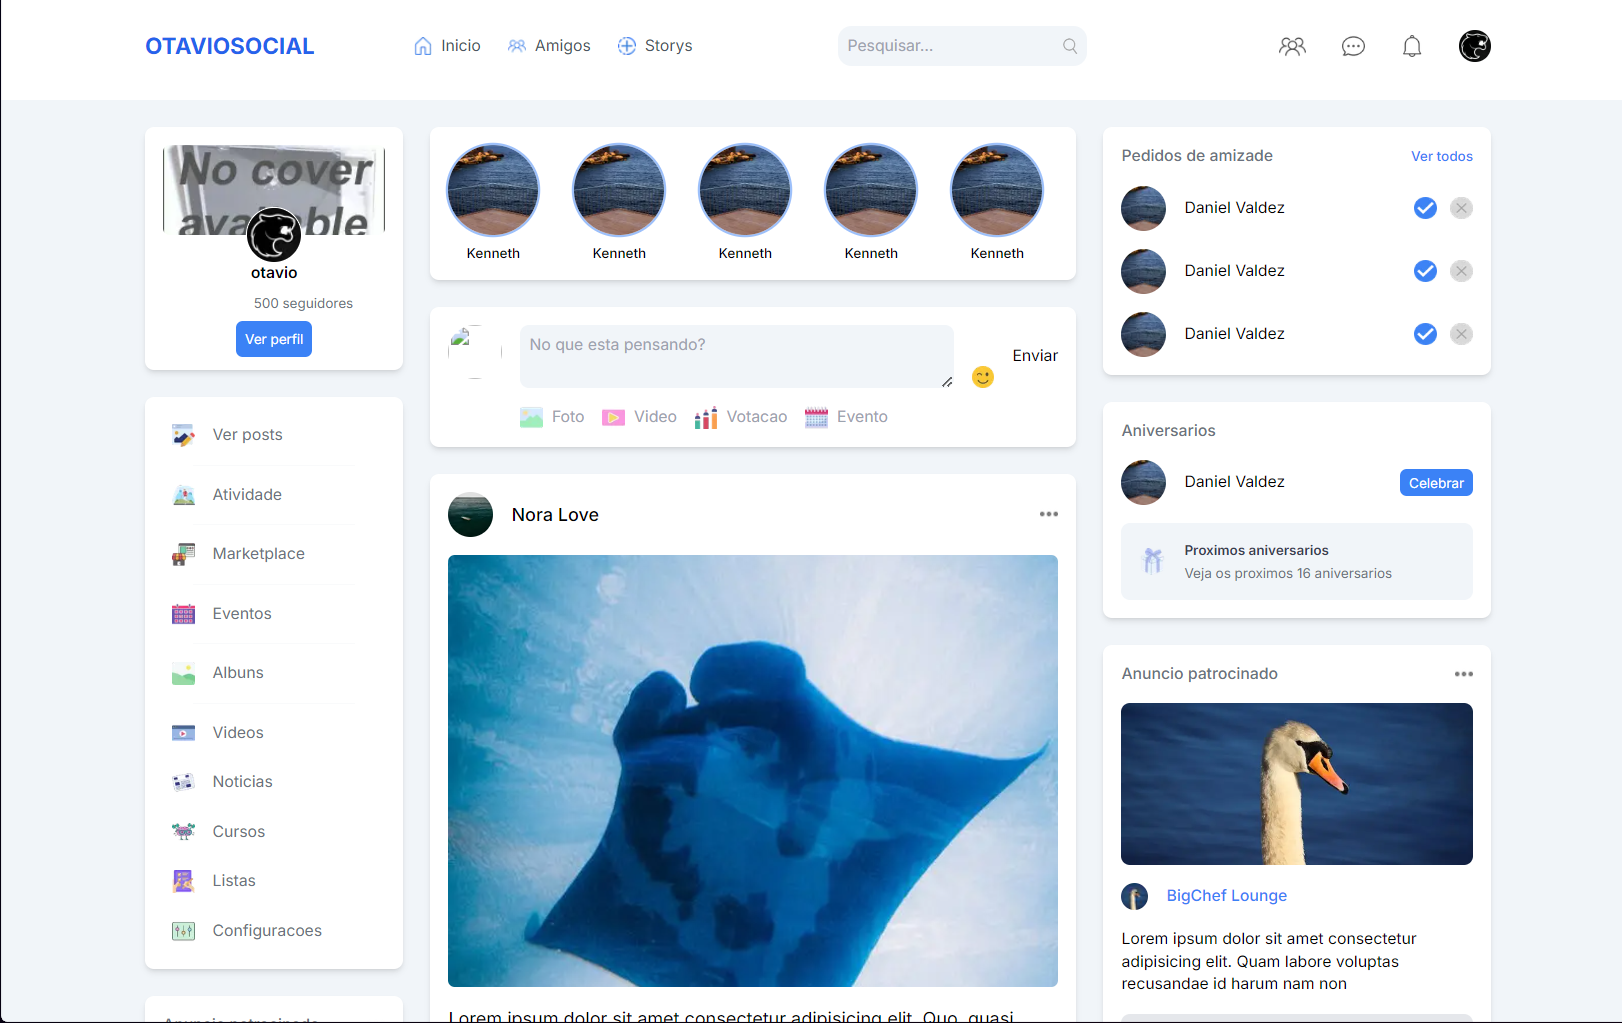 OTAVIOSOCIAL
Inicio
Amigos
Storys
Pesquisar...
No cover
available
otavio
500 seguidores
Ver perfil
Ver posts
Atividade
Marketplace
Eventos
Albuns
Videos
Noticias
Cursos
Listas
Configuracoes
Anuncio patrocinado
Kenneth
Kenneth
Kenneth
Kenneth
Kenneth
No que esta pensando?
Enviar
Foto
Video
Votacao
Evento
Nora Love
Lorem ipsum dolor sit amet consectetur adipisicing elit. Quo, quasi
Pedidos de amizade
Ver todos
Daniel Valdez
Daniel Valdez
Daniel Valdez
Aniversarios
Daniel Valdez
Celebrar
Proximos aniversarios
Veja os proximos 16 aniversarios
Anuncio patrocinado
BigChef Lounge
Lorem ipsum dolor sit amet consectetur
adipisicing elit. Quam labore voluptas
recusandae id harum nam non